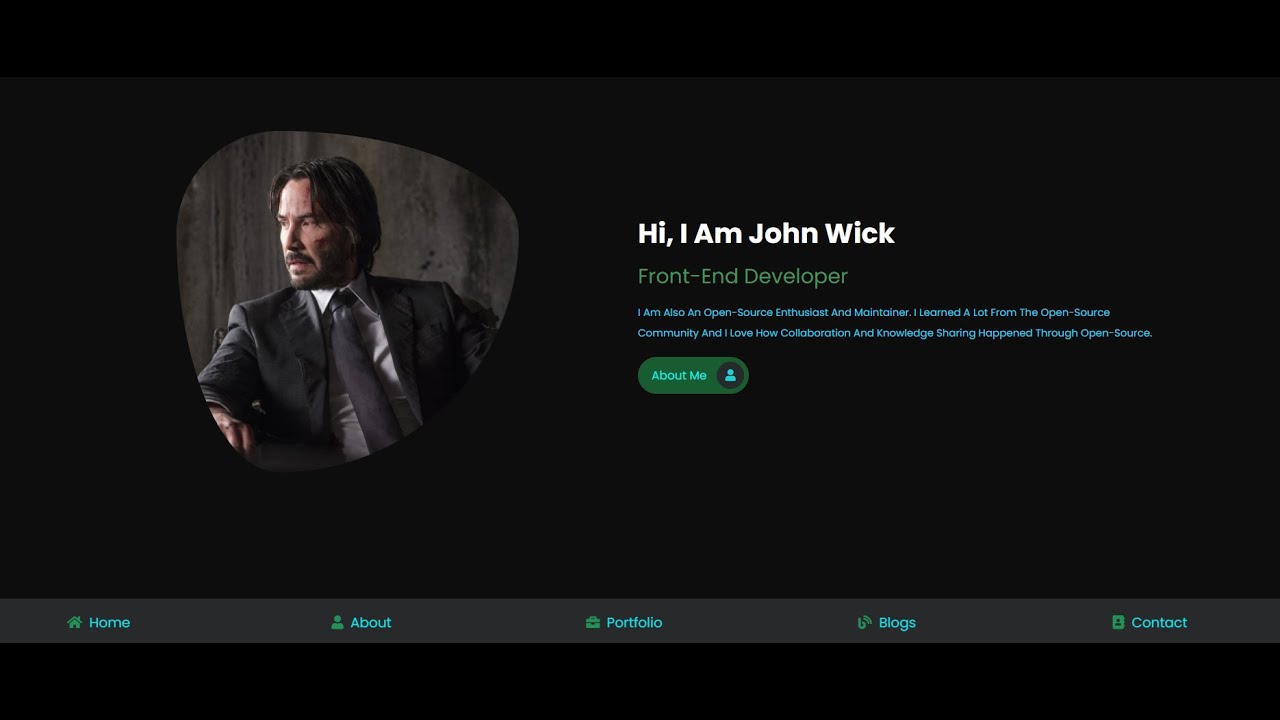 Hi, I Am John Wick
Front-End Developer
I Am Also An Open-Source Enthusiast And Maintainer. I Learned A Lot From The Open-Source
Community And I Love How Collaboration And Knowledge Sharing Happened Through Open-Source.
About Me
Home
About
Portfolio
Blogs
Contact